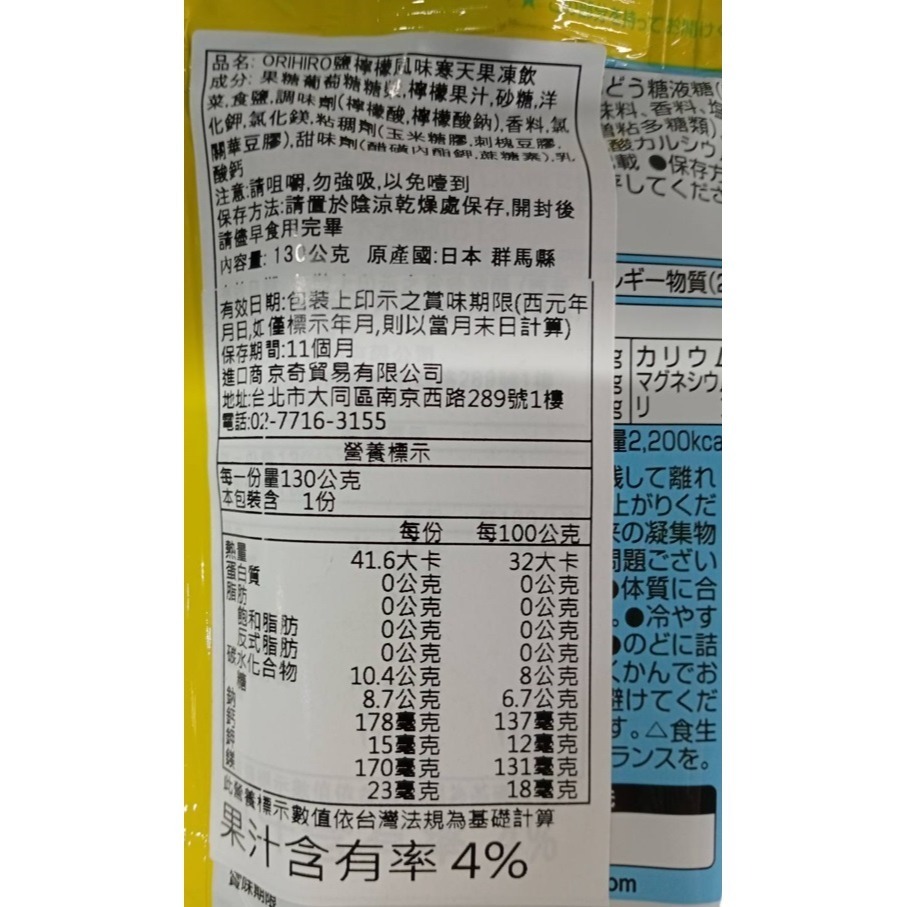 品名: ORIHIRO鹽檸檬風味寒天果凍飲
成分: 果糖葡萄糖糖漿,檸檬果汁,砂糖,洋
菜,食鹽,調味劑(檸檬酸,檸檬酸鈉),香料,氯
化鉀,氯化鎂,粘稠劑(玉米糖膠,刺槐豆膠,
關華豆膠),甜味劑(醋磺內酯鉀,蔗糖素),乳
酸鈣
注意:請咀嚼,勿強吸,以免噎到
保存方法:請置於陰涼乾燥處保存,開封後
請儘早食用完畢
內容量: 130公克 原產國:日本 群馬縣
有效日期:包裝上印示之賞味期限(西元年
月日,如僅標示年月,則以當月末日計算)
保存期間:11個月
進口商 京奇貿易有限公司
地址:台北市大同區南京西路289號1樓
電話:02-7716-3155
營養標示
每一份量130公克
本包裝含 1份
每份 每100公克
熱量 41.6大卡 32大卡
蛋白質 0公克 0公克
脂肪 0公克 0公克
飽和脂肪 0公克 0公克
反式脂肪 0公克 0公克
碳水化合物 10.4公克 8公克
糖 8.7公克 6.7公克
鈉 178毫克 137毫克
鈣 15毫克 12毫克
鉀 170毫克 131毫克
鎂 23毫克 18毫克
此營養標示數值依台灣法規為基礎計算
果汁含有率 4%
賞味期限
どう糖液糖(
味料、香料、塩
増粘多糖類)
酸カルシウ
載 ●保存方
してくださ
ルギー物質(2
g カリウム
g マグネシウ
g リ
量2,200kca
残して離れ
上がりくだ
来の凝集物
問題ござい
●体質に合
。●冷やす
●のどに詰
くかんでお
避けてくだ
す。△食生
ランスを。
om